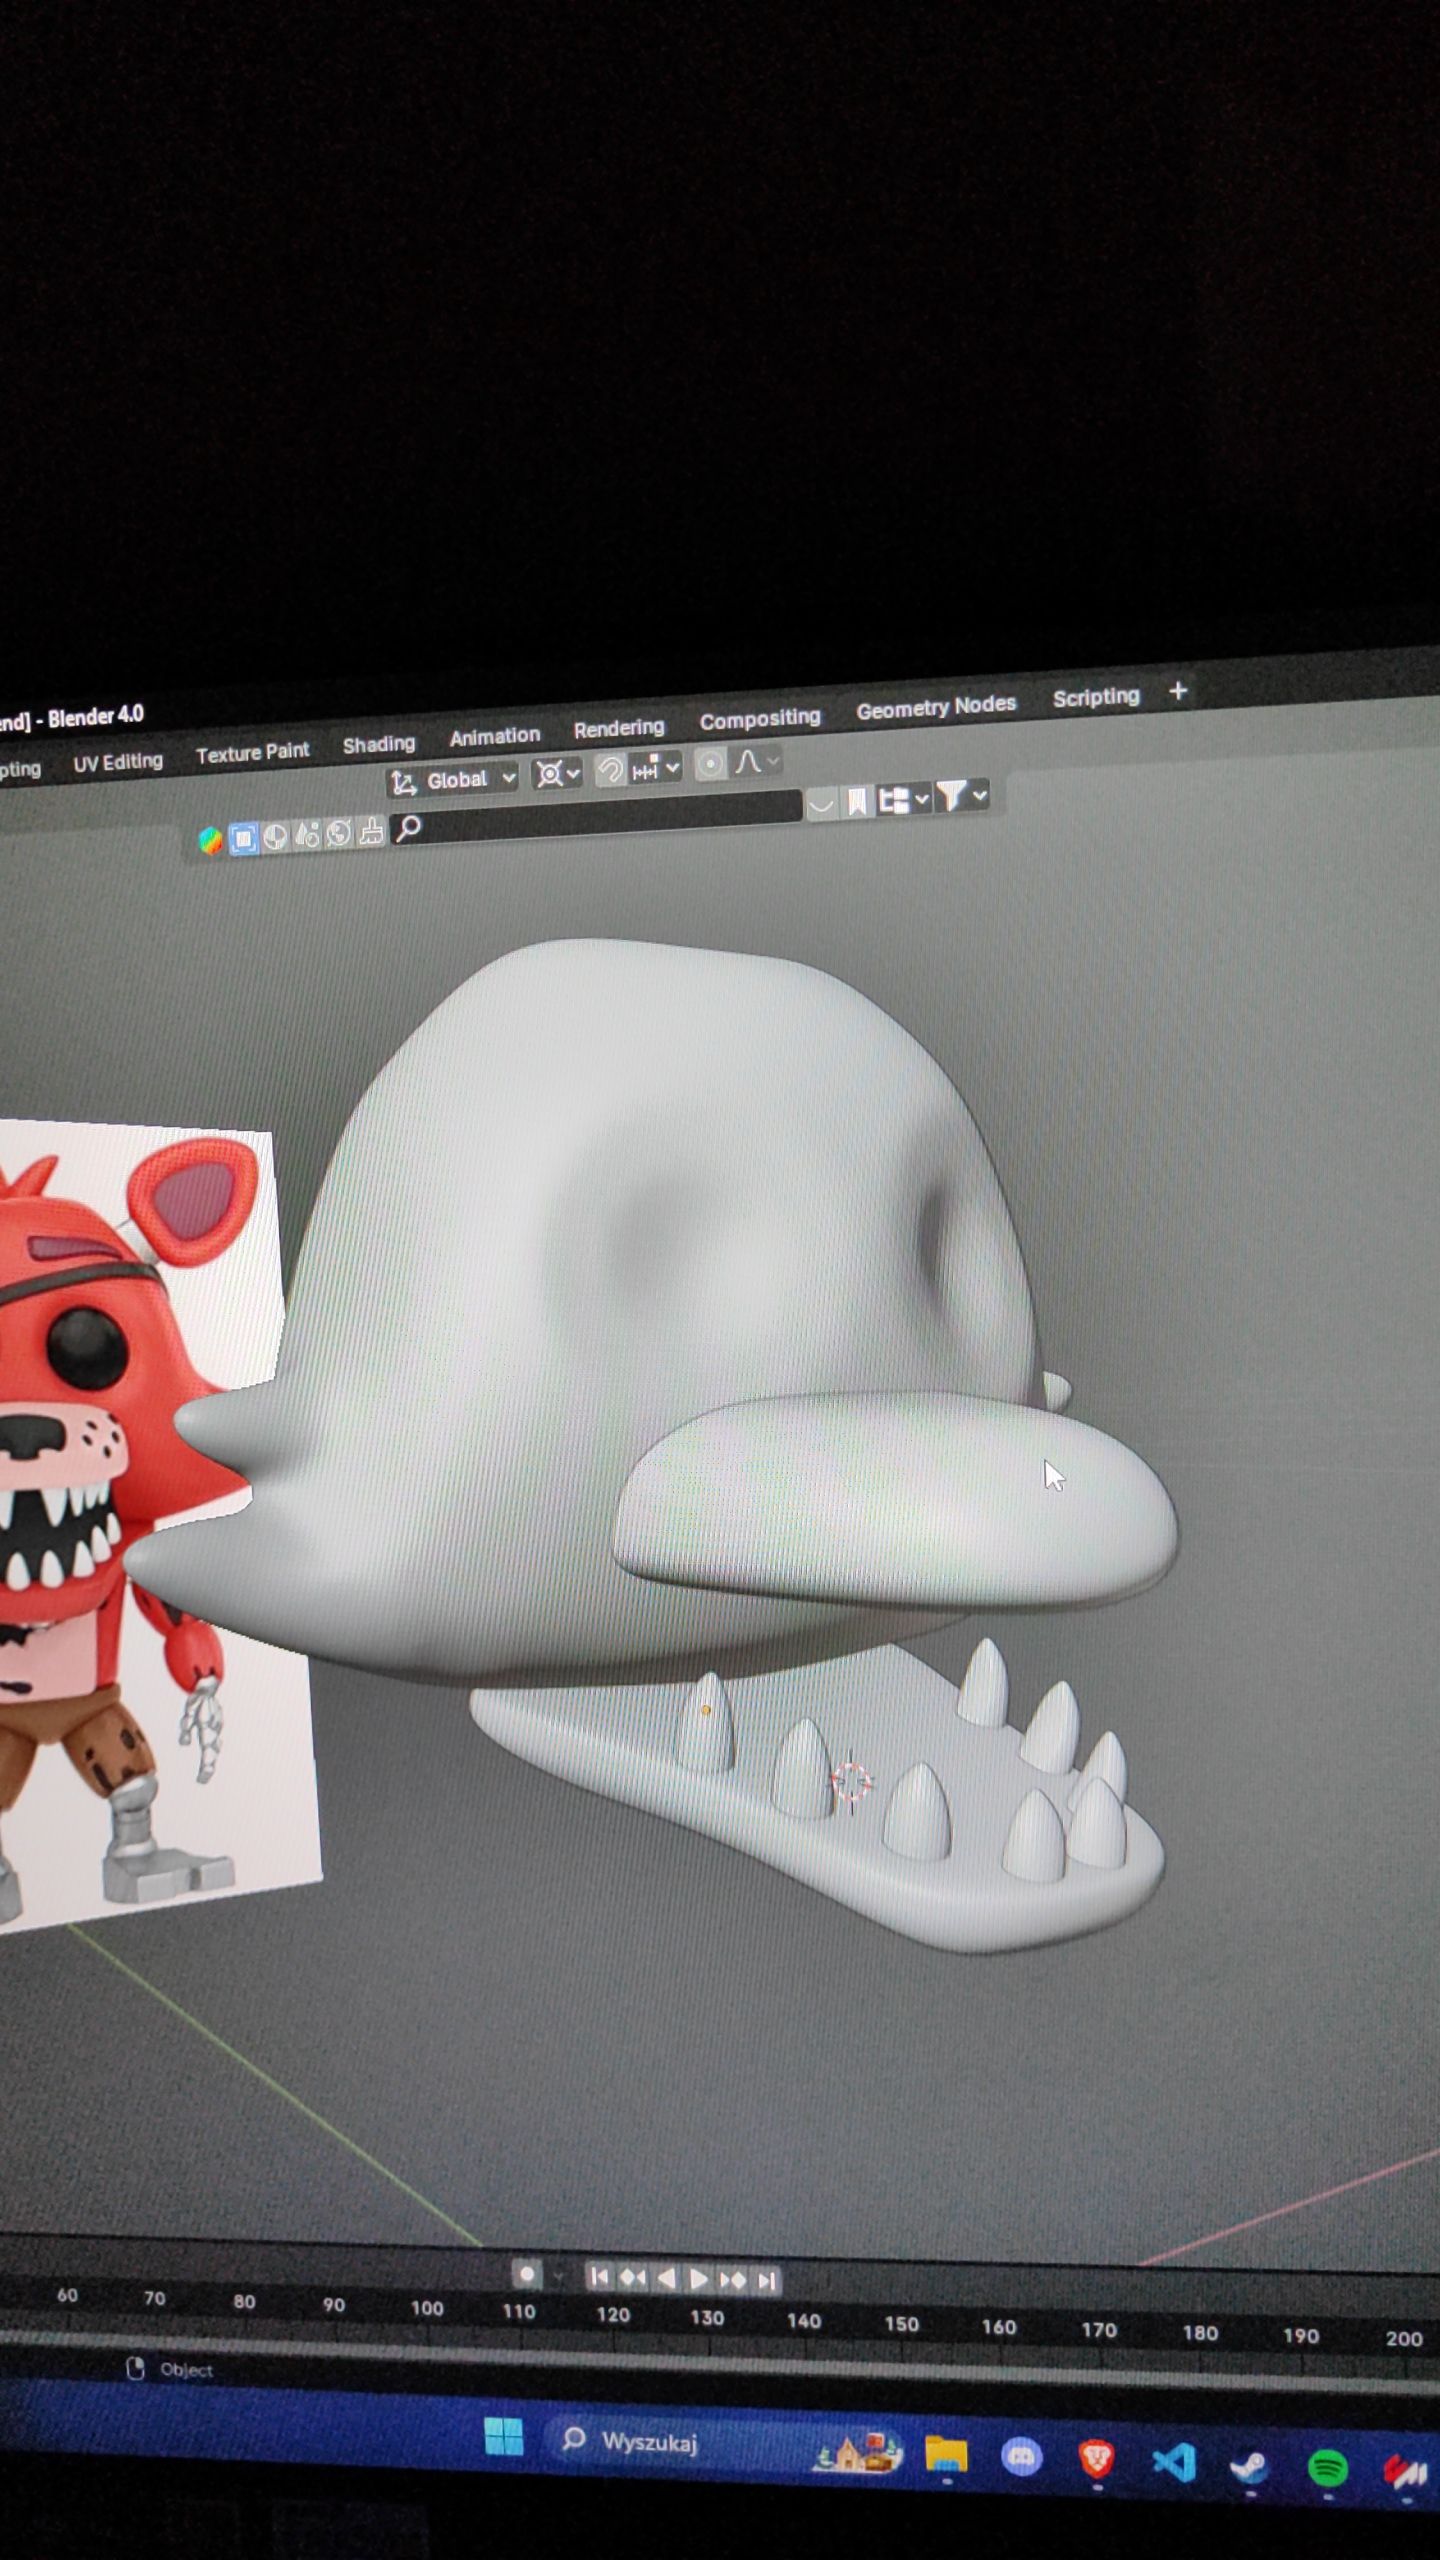 end] - Blender 4.0
pting UV Editing Texture Paint Shading Animation Rendering Compositing Geometry Nodes Scripting +
Global
60 70 80 90 100 110 120 130 140 150 160 170 180 190 200
Object
Wyszukaj